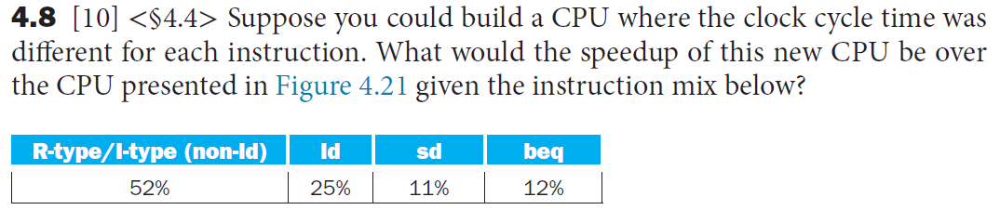 4.8 [10] <§4.4> Suppose you could build a CPU where the clock cycle time was
different for each instruction. What would the speedup of this new CPU be over
the CPU presented in Figure 4.21 given the instruction mix below?
R-type/I-type (non-ld) ld sd beq
52% 25% 11% 12%